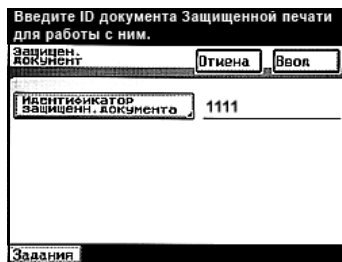 Введите ID документа Защищенной печати
для работы с ним.
Защищен.
документ
Отмена
Ввод
Идентификатор
защищенн. документа
1111
Задания